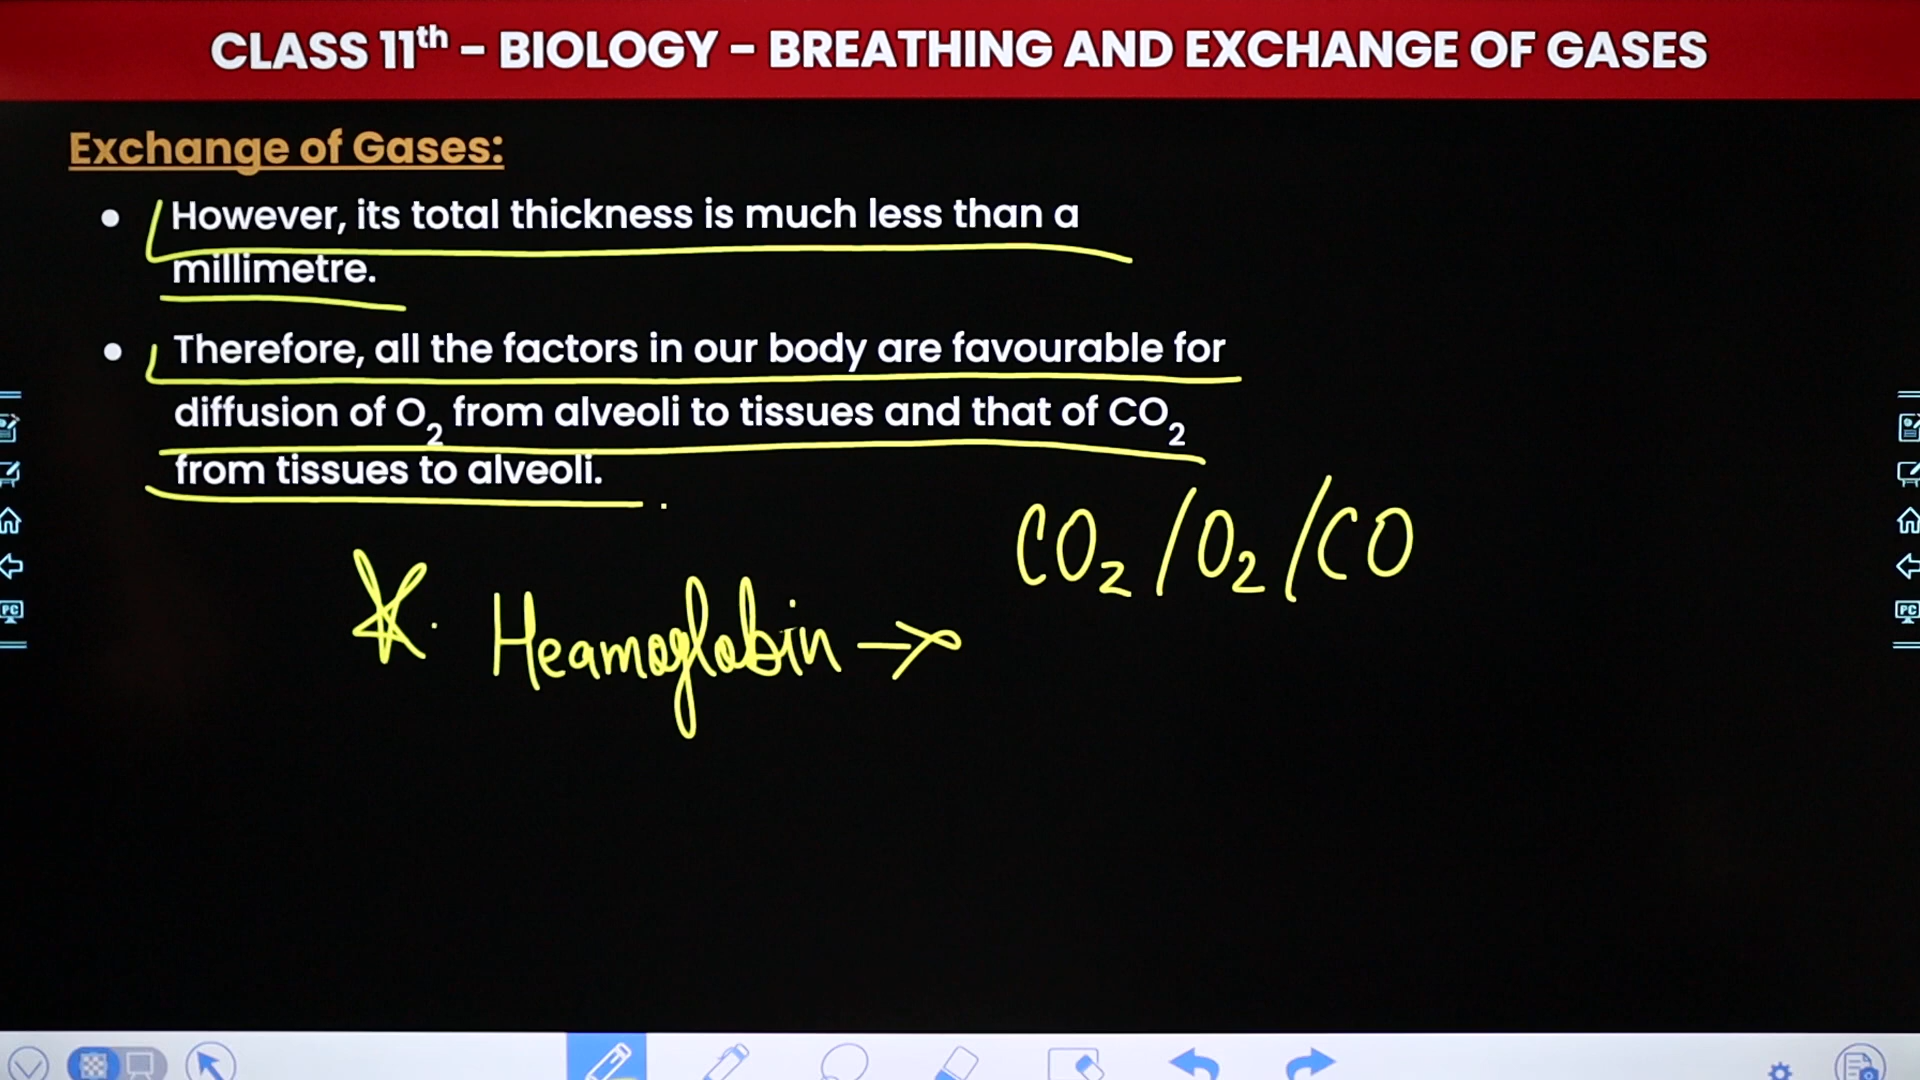 CLASS 11th – BIOLOGY – BREATHING AND EXCHANGE OF GASES
Exchange of Gases:
● However, its total thickness is much less than a
millimetre.
● Therefore, all the factors in our body are favourable for
diffusion of O2 from alveoli to tissues and that of CO2
from tissues to alveoli.
CO2 / O2 / CO
Heamoglobin →
PC
PC